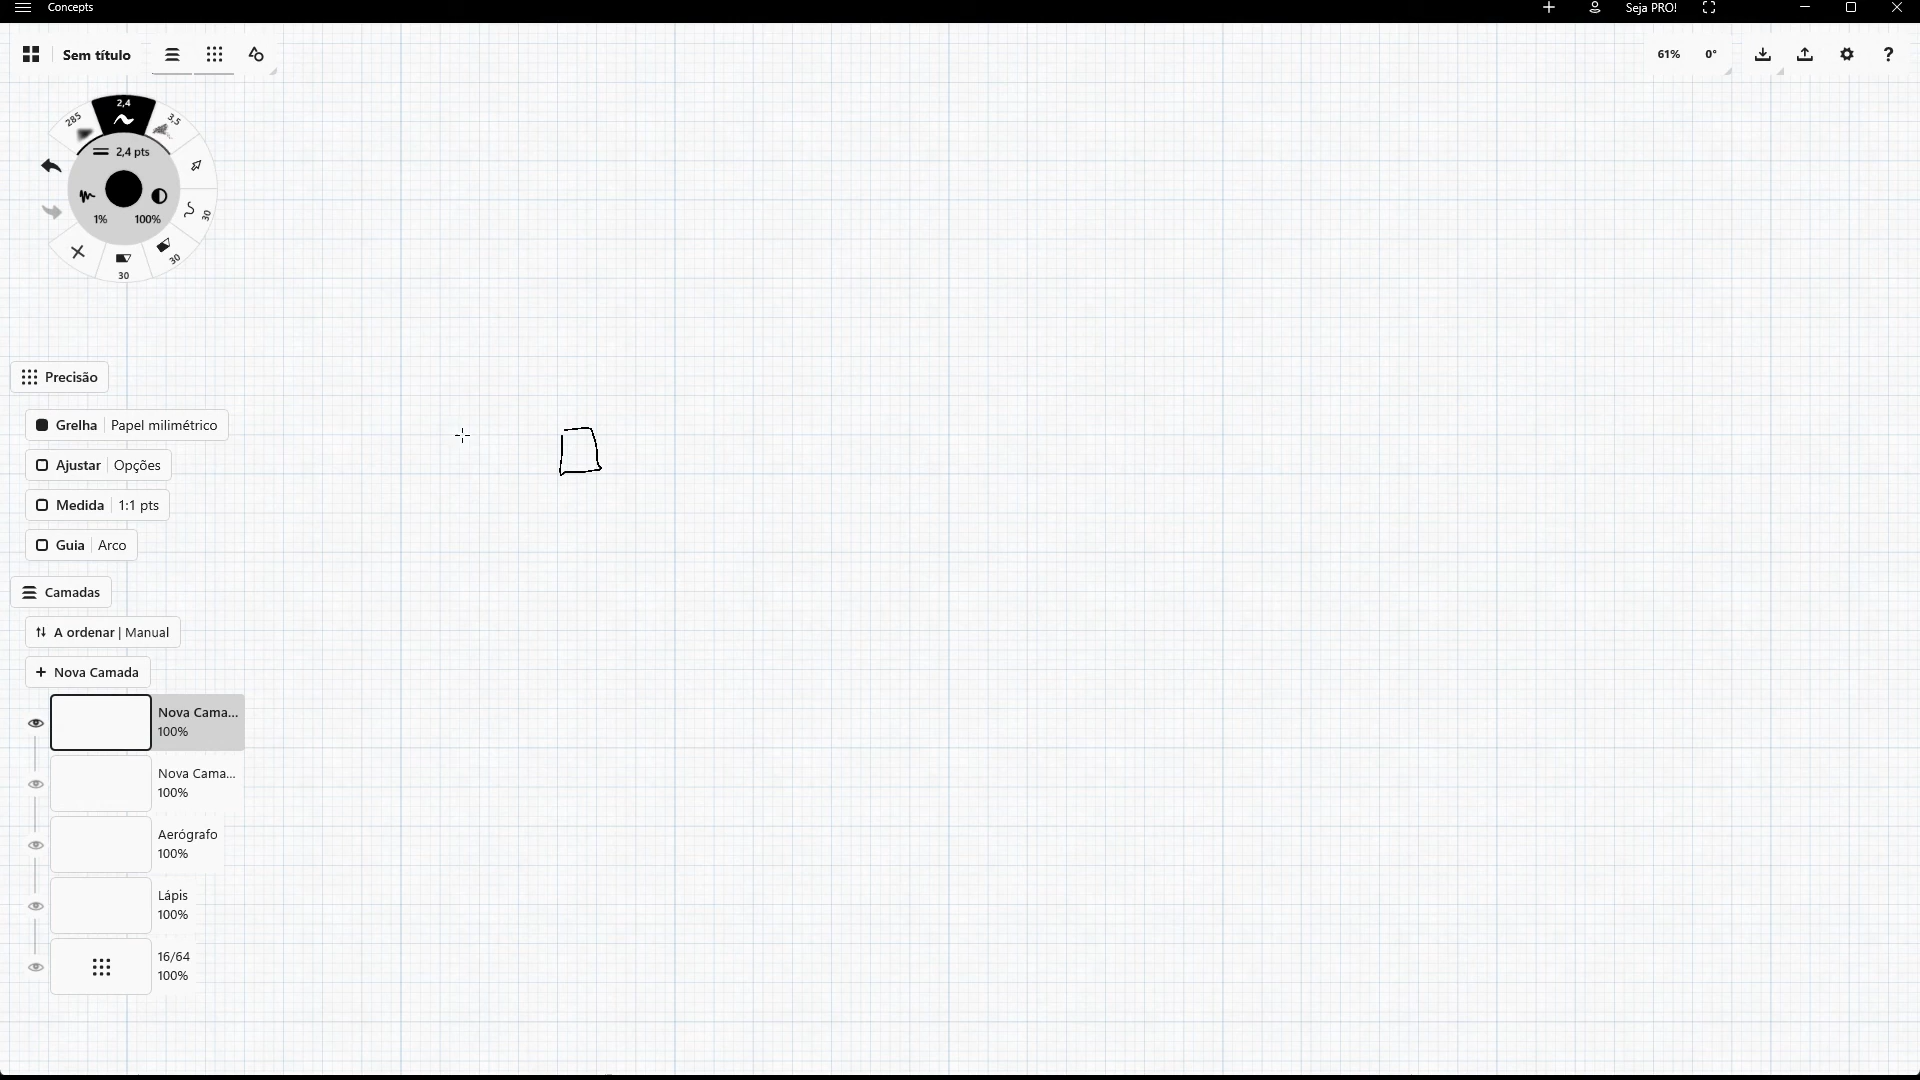 Concepts
Seja PRO!
Sem título
61%
0°
?
2,4
285
3,5
2,4 pts
1%
100%
30
30
30
Precisão
Grelha Papel milimétrico
Ajustar Opções
Medida 1:1 pts
Guia Arco
Camadas
A ordenar | Manual
+ Nova Camada
Nova Cama...
100%
Nova Cama...
100%
Aerógrafo
100%
Lápis
100%
16/64
100%